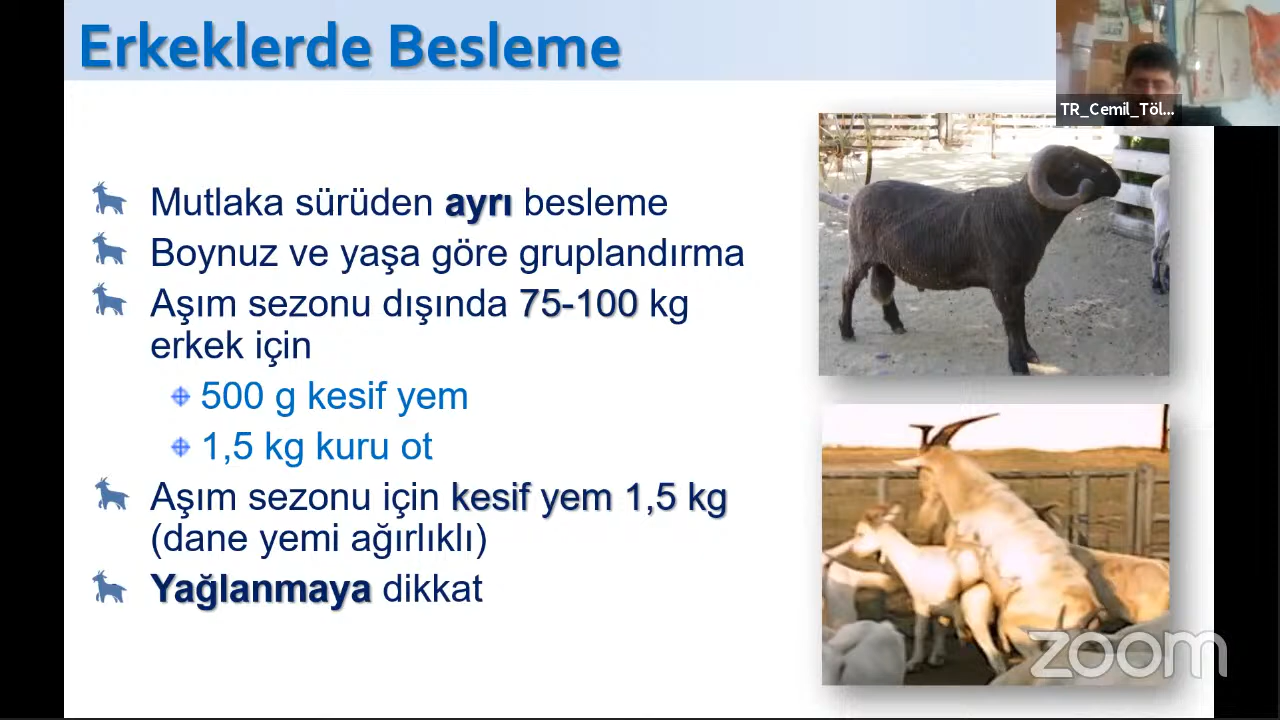 Erkeklerde Besleme
TR_Cemil_Töl...
Mutlaka sürüden ayrı besleme
Boynuz ve yaşa göre gruplandırma
Aşım sezonu dışında 75-100 kg
erkek için
500 g kesif yem
1,5 kg kuru ot
Aşım sezonu için kesif yem 1,5 kg
(dane yemi ağırlıklı)
Yağlanmaya dikkat
zoom